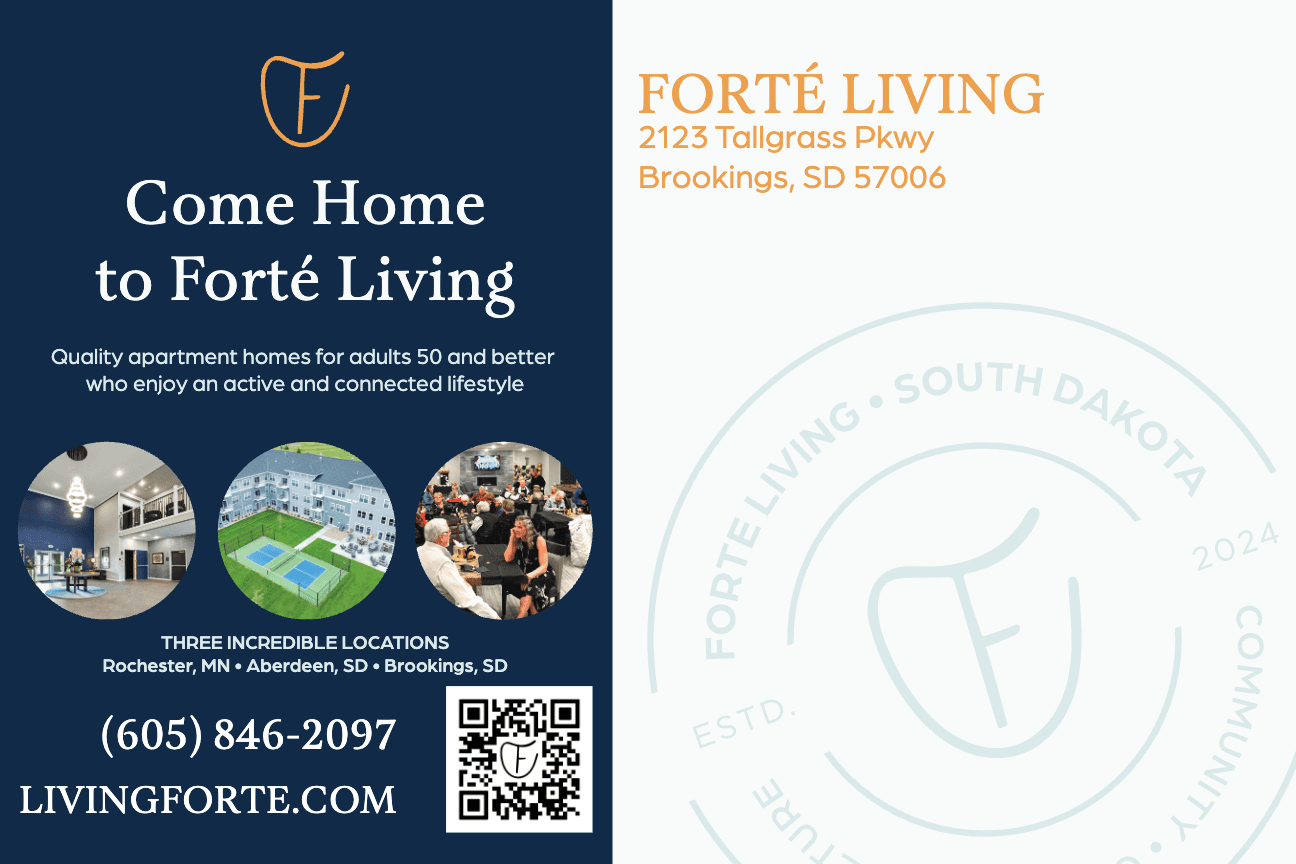 Come Home
to Forté Living
Quality apartment homes for adults 50 and better
who enjoy an active and connected lifestyle
THREE INCREDIBLE LOCATIONS
Rochester, MN • Aberdeen, SD • Brookings, SD
(605) 846-2097
LIVINGFORTE.COM
FORTÉ LIVING
2123 Tallgrass Pkwy
Brookings, SD 57006
FORTE LIVING • SOUTH DAKOTA
2024
ESTD.
COMMUNITY •